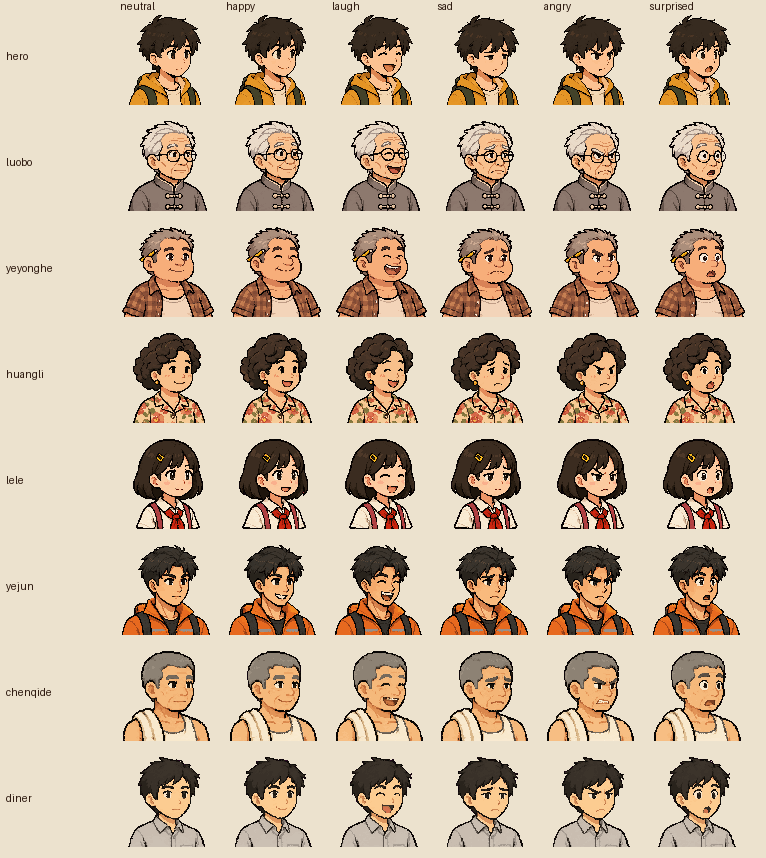 neutral happy laugh sad angry surprised
hero
luobo
yeyonghe
huangli
lele
yejun
chenqide
diner